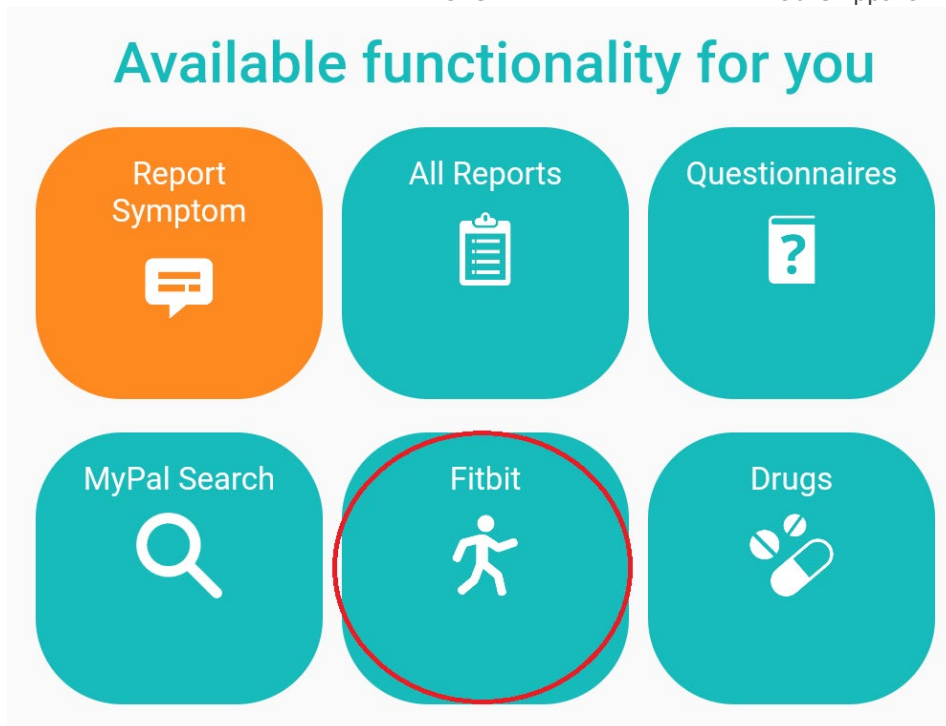 Available functionality for you
Report
Symptom
All Reports
Questionnaires
?
MyPal Search
Fitbit
Drugs